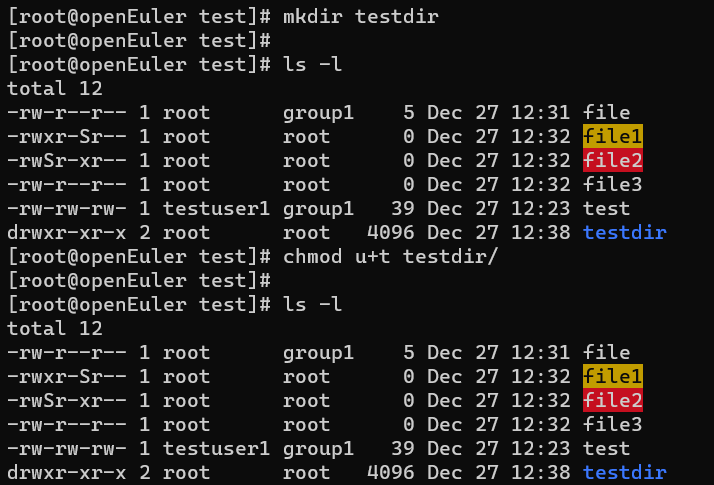 [root@openEuler test]# mkdir testdir
[root@openEuler test]#
[root@openEuler test]# ls -l
total 12
-rw-r--r-- 1 root      group1    5 Dec 27 12:31 file
-rwxr-Sr-- 1 root      root      0 Dec 27 12:32 file1
-rwSr-xr-- 1 root      root      0 Dec 27 12:32 file2
-rw-r--r-- 1 root      root      0 Dec 27 12:32 file3
-rw-rw-rw- 1 testuser1 group1   39 Dec 27 12:23 test
drwxr-xr-x 2 root      root   4096 Dec 27 12:38 testdir
[root@openEuler test]# chmod u+t testdir/
[root@openEuler test]#
[root@openEuler test]# ls -l
total 12
-rw-r--r-- 1 root      group1    5 Dec 27 12:31 file
-rwxr-Sr-- 1 root      root      0 Dec 27 12:32 file1
-rwSr-xr-- 1 root      root      0 Dec 27 12:32 file2
-rw-r--r-- 1 root      root      0 Dec 27 12:32 file3
-rw-rw-rw- 1 testuser1 group1   39 Dec 27 12:23 test
drwxr-xr-x 2 root      root   4096 Dec 27 12:38 testdir